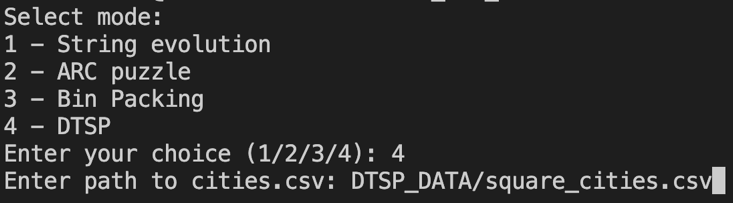 Select mode:
1 – String evolution
2 – ARC puzzle
3 – Bin Packing
4 – DTSP
Enter your choice (1/2/3/4): 4
Enter path to cities.csv: DTSP_DATA/square_cities.csv